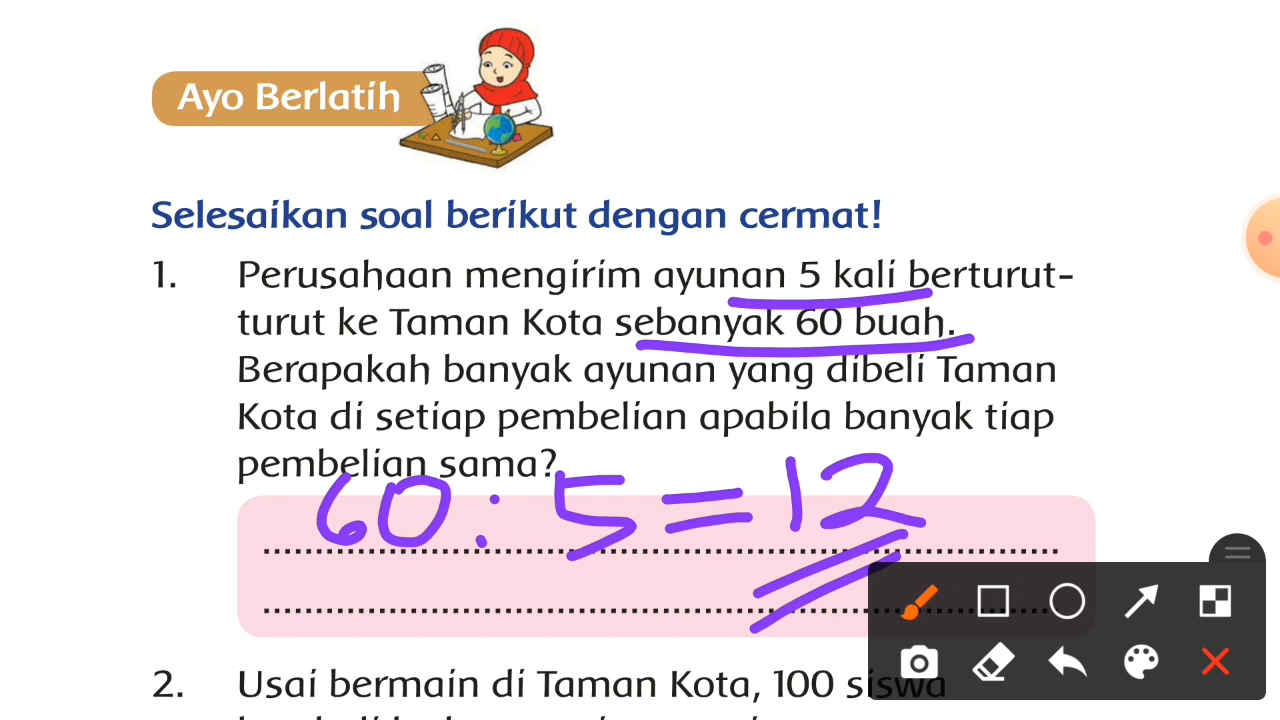 Ayo Berlatih
Selesaikan soal berikut dengan cermat!
1. Perusahaan mengirim ayunan 5 kali berturut-
turut ke Taman Kota sebanyak 60 buah.
Berapakah banyak ayunan yang dibeli Taman
Kota di setiap pembelian apabila banyak tiap
pembelian sama?
60 : 5 = 12
2. Usai bermain di Taman Kota, 100 siswa